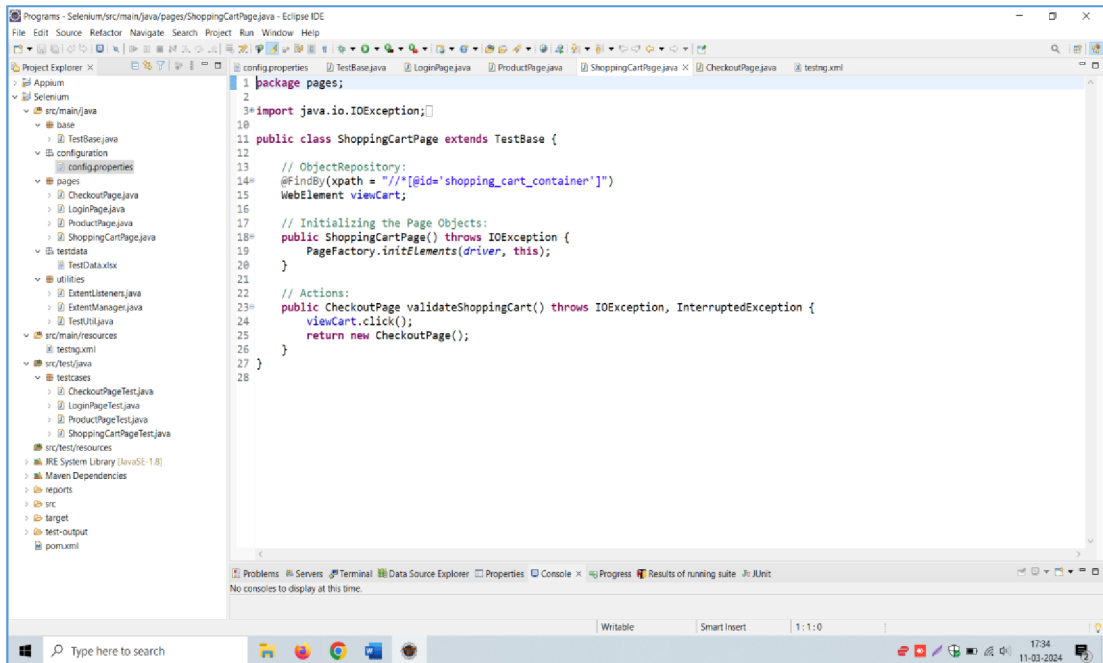 Programs - Selenium/src/main/java/pages/ShoppingCartPage.java - Eclipse IDE
File Edit Source Refactor Navigate Search Project Run Window Help
Project Explorer
config.properties TestBase.java LoginPage.java ProductPage.java ShoppingCartPage.java CheckoutPage.java testng.xml
Appium
Selenium
src/main/java
base
TestBase.java
configuration
config.properties
pages
CheckoutPage.java
LoginPage.java
ProductPage.java
ShoppingCartPage.java
testdata
TestData.xlsx
utilities
ExtentListeners.java
ExtentManager.java
TestUtil.java
src/main/resources
testng.xml
src/test/java
testcases
CheckoutPageTest.java
LoginPageTest.java
ProductPageTest.java
ShoppingCartPageTest.java
src/test/resources
JRE System Library [JavaSE-1.8]
Maven Dependencies
reports
src
target
test-output
pom.xml
1 package pages;
2
3 import java.io.IOException;
10
11 public class ShoppingCartPage extends TestBase {
12
13 // ObjectRepository:
14 @FindBy(xpath = "//*[@id='shopping_cart_container']")
15 WebElement viewCart;
16
17 // Initializing the Page Objects:
18 public ShoppingCartPage() throws IOException {
19 PageFactory.initElements(driver, this);
20 }
21
22 // Actions:
23 public CheckoutPage validateShoppingCart() throws IOException, InterruptedException {
24 viewCart.click();
25 return new CheckoutPage();
26 }
27 }
28
Problems Servers Terminal Data Source Explorer Properties Console Progress Results of running suite JUnit
No consoles to display at this time.
Writable Smart Insert 1:1:0
Type here to search
17:34
11-03-2024